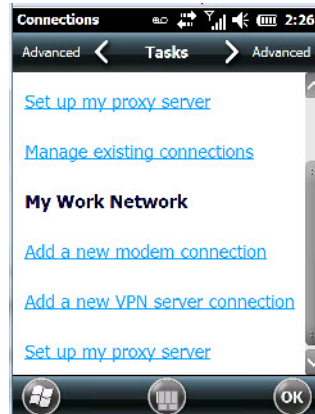 Connections 2:26
Advanced Tasks Advanced
Set up my proxy server
Manage existing connections
My Work Network
Add a new modem connection
Add a new VPN server connection
Set up my proxy server
OK